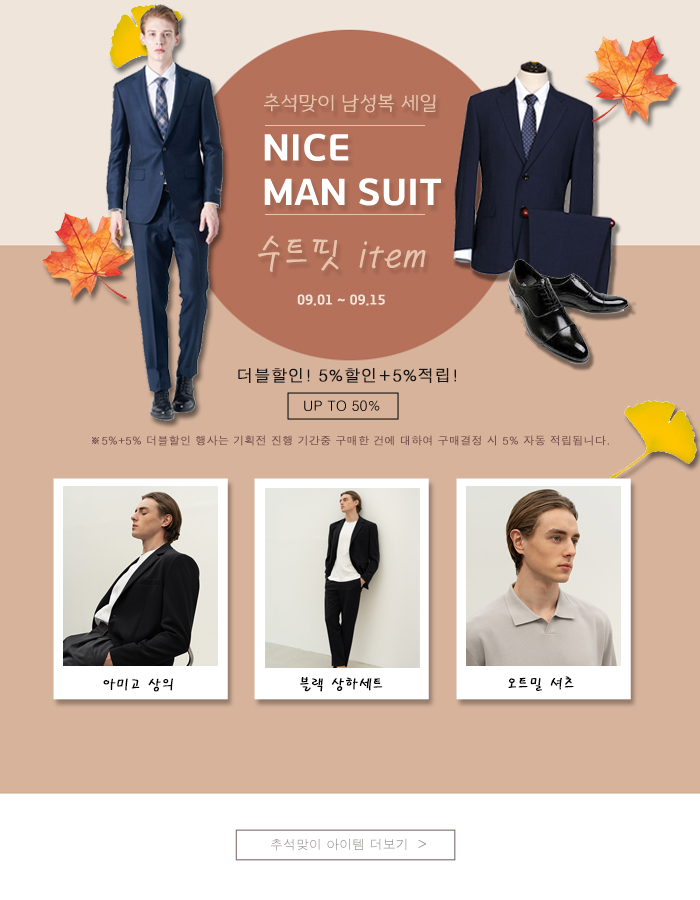 추석맞이 남성복 세일
NICE
MAN SUIT
수트핏 item
09.01 ~ 09.15
더블할인! 5%할인+5%적립!
UP TO 50%
※5%+5% 더블할인 행사는 기획전 진행 기간중 구매한 건에 대하여 구매결정 시 5% 자동 적립됩니다.
아미고 상의
블랙 상하세트
오트밀 셔츠
추석맞이 아이템 더보기 >